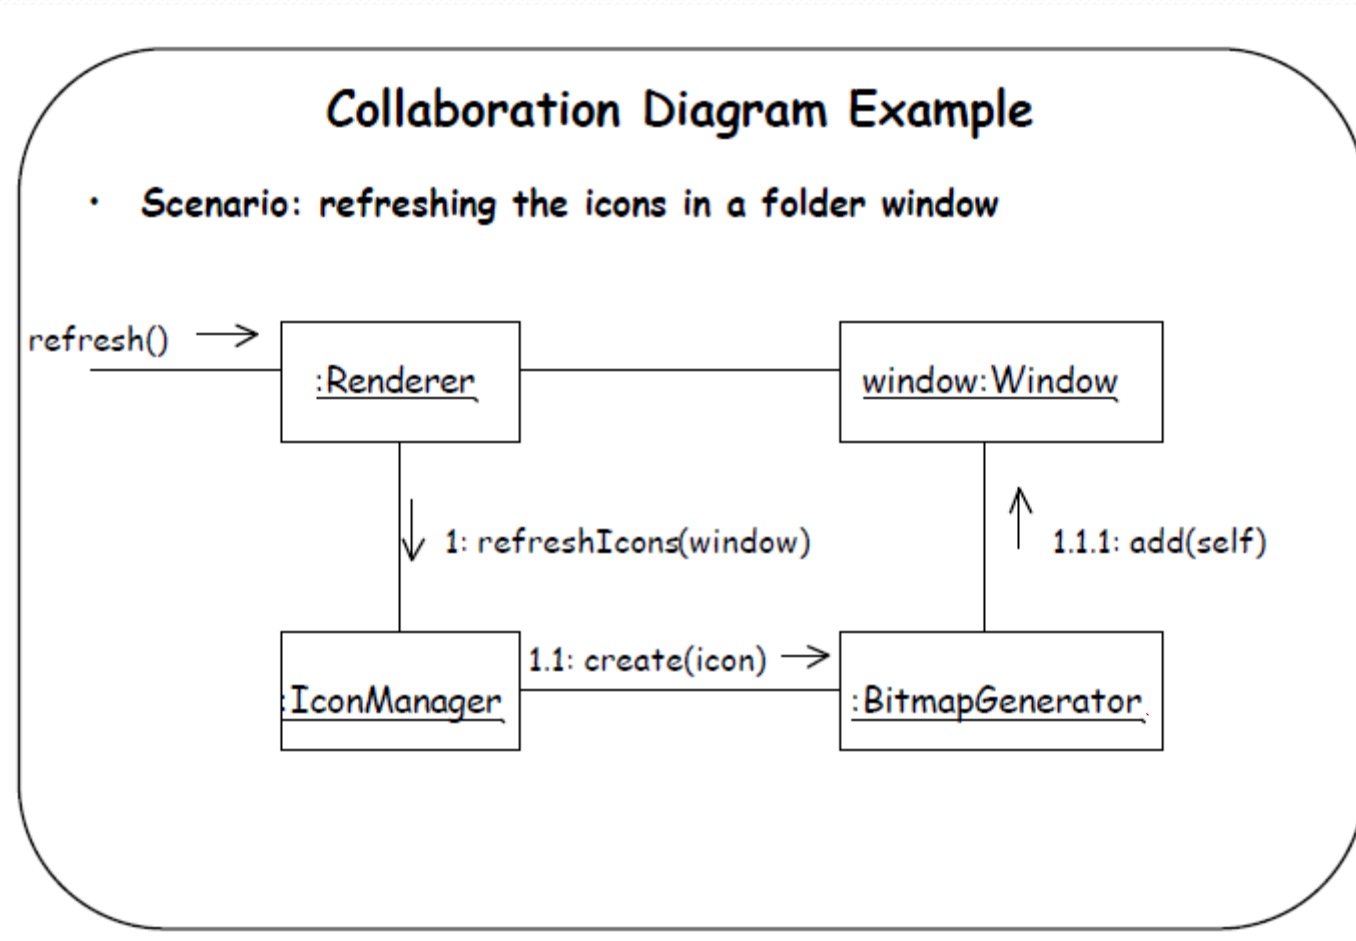 Collaboration Diagram Example
• Scenario: refreshing the icons in a folder window
refresh()
:Renderer
window:Window
1: refreshIcons(window)
1.1.1: add(self)
1.1: create(icon)
:IconManager
:BitmapGenerator